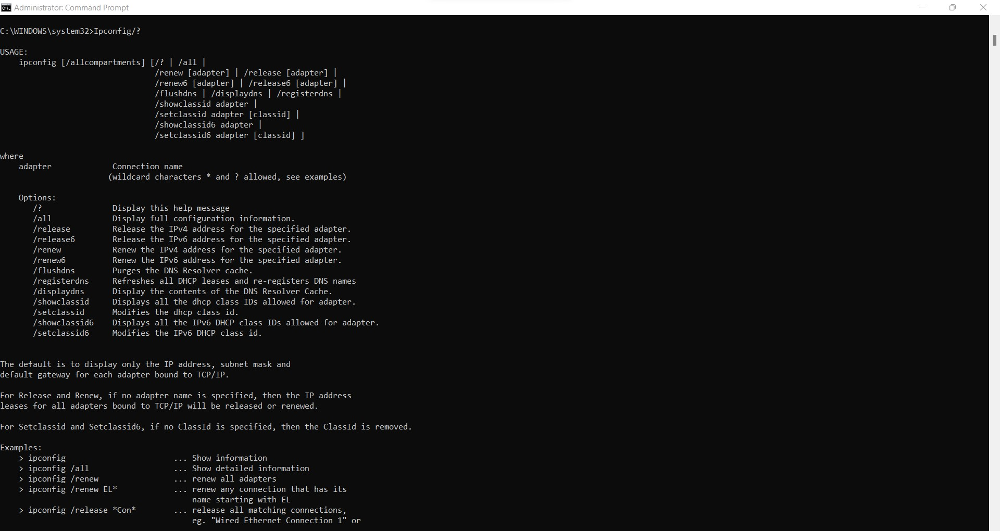 Administrator: Command Prompt
C:\WINDOWS\system32>Ipconfig/?
USAGE:
    ipconfig [/allcompartments] [/? | /all |
                                 /renew [adapter] | /release [adapter] |
                                 /renew6 [adapter] | /release6 [adapter] |
                                 /flushdns | /displaydns | /registerdns |
                                 /showclassid adapter |
                                 /setclassid adapter [classid] |
                                 /showclassid6 adapter |
                                 /setclassid6 adapter [classid] ]
where
    adapter             Connection name
                       (wildcard characters * and ? allowed, see examples)
    Options:
       /?               Display this help message
       /all             Display full configuration information.
       /release         Release the IPv4 address for the specified adapter.
       /release6        Release the IPv6 address for the specified adapter.
       /renew           Renew the IPv4 address for the specified adapter.
       /renew6          Renew the IPv6 address for the specified adapter.
       /flushdns        Purges the DNS Resolver cache.
       /registerdns     Refreshes all DHCP leases and re-registers DNS names
       /displaydns      Display the contents of the DNS Resolver Cache.
       /showclassid     Displays all the dhcp class IDs allowed for adapter.
       /setclassid      Modifies the dhcp class id.
       /showclassid6    Displays all the IPv6 DHCP class IDs allowed for adapter.
       /setclassid6     Modifies the IPv6 DHCP class id.
The default is to display only the IP address, subnet mask and
default gateway for each adapter bound to TCP/IP.
For Release and Renew, if no adapter name is specified, then the IP address
leases for all adapters bound to TCP/IP will be released or renewed.
For Setclassid and Setclassid6, if no ClassId is specified, then the ClassId is removed.
Examples:
    > ipconfig                       ... Show information
    > ipconfig /all                  ... Show detailed information
    > ipconfig /renew                ... renew all adapters
    > ipconfig /renew EL*            ... renew any connection that has its
                                         name starting with EL
    > ipconfig /release *Con*        ... release all matching connections,
                                         eg. "Wired Ethernet Connection 1" or